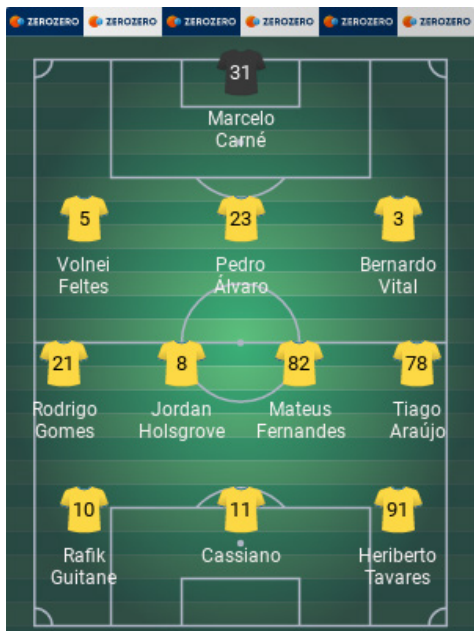 ZEROZERO ZEROZERO ZEROZERO ZEROZERO ZEROZERO ZEROZERO
31
Marcelo
Carné
5 23 3
Volnei Pedro Bernardo
Feltes Álvaro Vital
21 8 82 78
Rodrigo Jordan Mateus Tiago
Gomes Holsgrove Fernandes Araújo
10 11 91
Rafik Cassiano Heriberto
Guitane Tavares